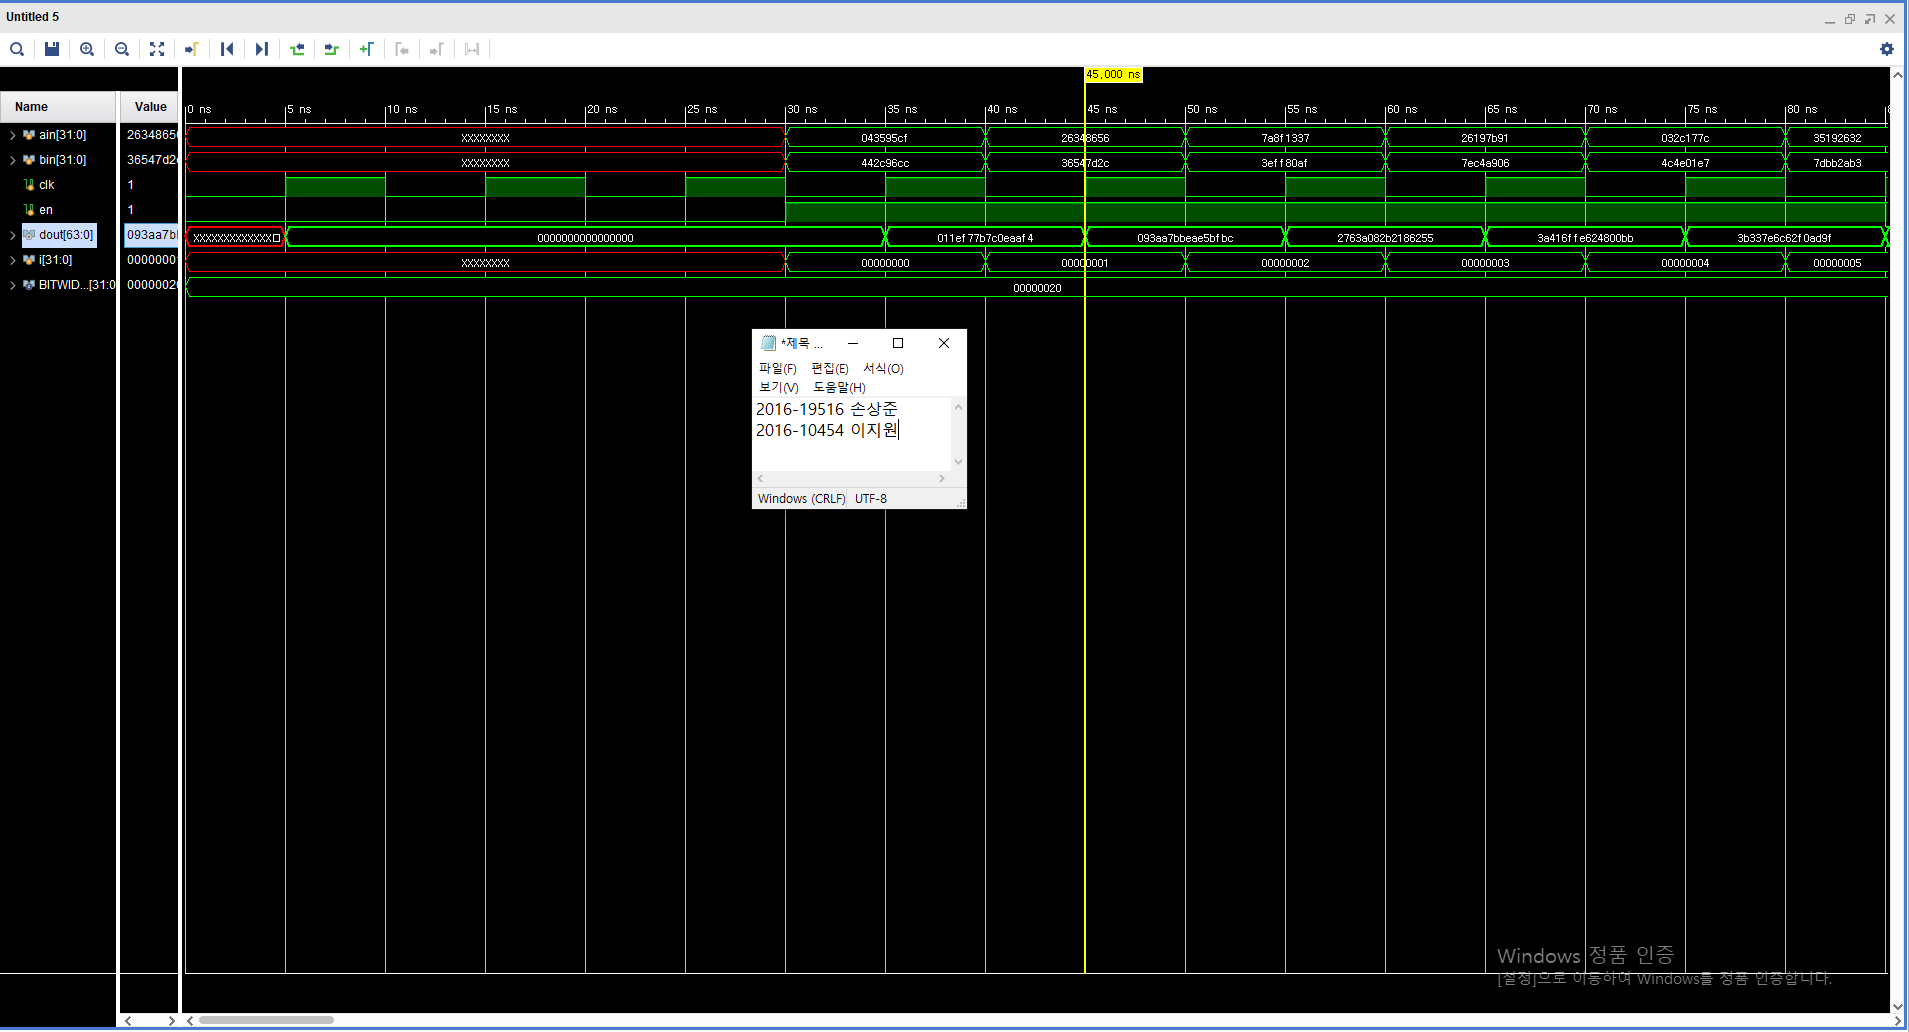 Untitled 5
45,000 ns
Name
Value
0 ns
5 ns
10 ns
15 ns
20 ns
25 ns
30 ns
35 ns
40 ns
45 ns
50 ns
55 ns
60 ns
65 ns
70 ns
75 ns
80 ns
ain[31:0]
26348656
XXXXXXXX
043595cf
26348656
7a8f1337
26197b91
032c177c
35192632
bin[31:0]
36547d2c
XXXXXXXX
442c96cc
36547d2c
3eff80af
7ec4a906
4c4e01e7
7dbb2ab3
clk
1
en
1
dout[63:0]
093aa7bl
XXXXXXXXXXXXX
0000000000000000
011ef77b7c0eaaf4
093aa7bbeae5bfbc
2763a082b2186255
3a416ffe624800bb
3b337e6c62f0ad9f
i[31:0]
00000001
XXXXXXXX
00000000
00000001
00000002
00000003
00000004
00000005
BITWID...[31:0
00000020
00000020
*제목 ...
파일(F) 편집(E) 서식(O)
보기(V) 도움말(H)
2016-19516 손상준
2016-10454 이지원
Windows (CRLF) UTF-8
Windows 정품 인증
[설정]으로 이동하여 Windows를 정품 인증합니다.